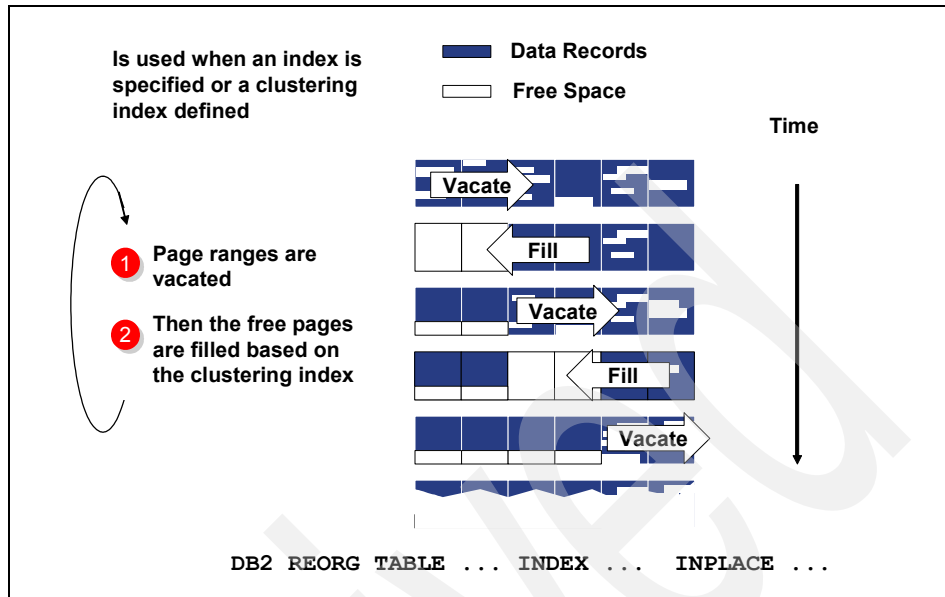 Is used when an index is
specified or a clustering
index defined
Data Records
Free Space
Time
Vacate
Fill
Vacate
Fill
Vacate
1
Page ranges are
vacated
2
Then the free pages
are filled based on
the clustering index
DB2 REORG TABLE ... INDEX ... INPLACE ...